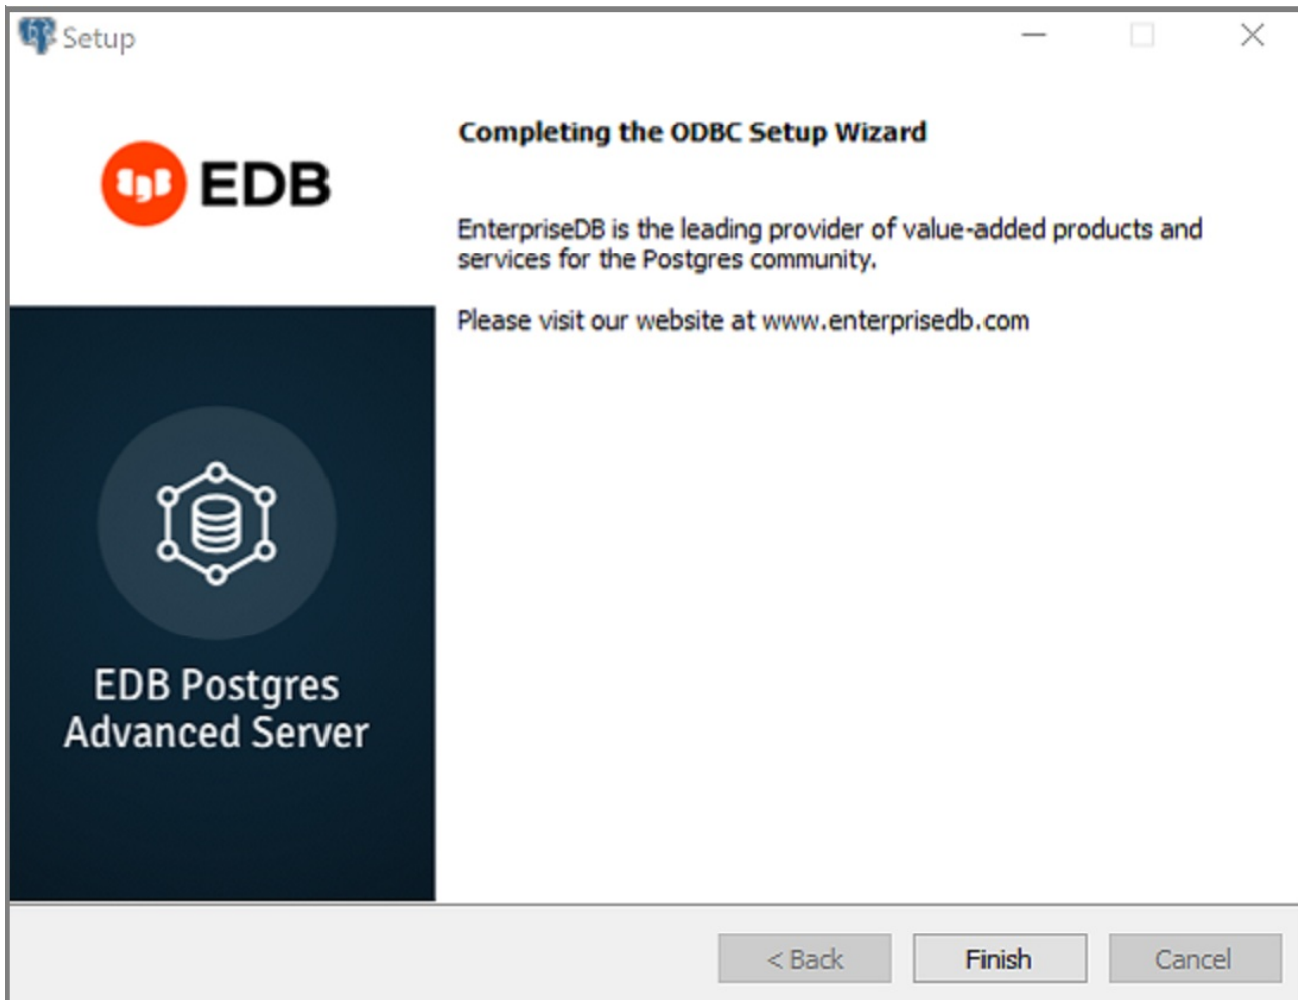 Setup
EDB
Completing the ODBC Setup Wizard
EnterpriseDB is the leading provider of value-added products and
services for the Postgres community.
Please visit our website at www.enterprisedb.com
EDB Postgres
Advanced Server
< Back
Finish
Cancel